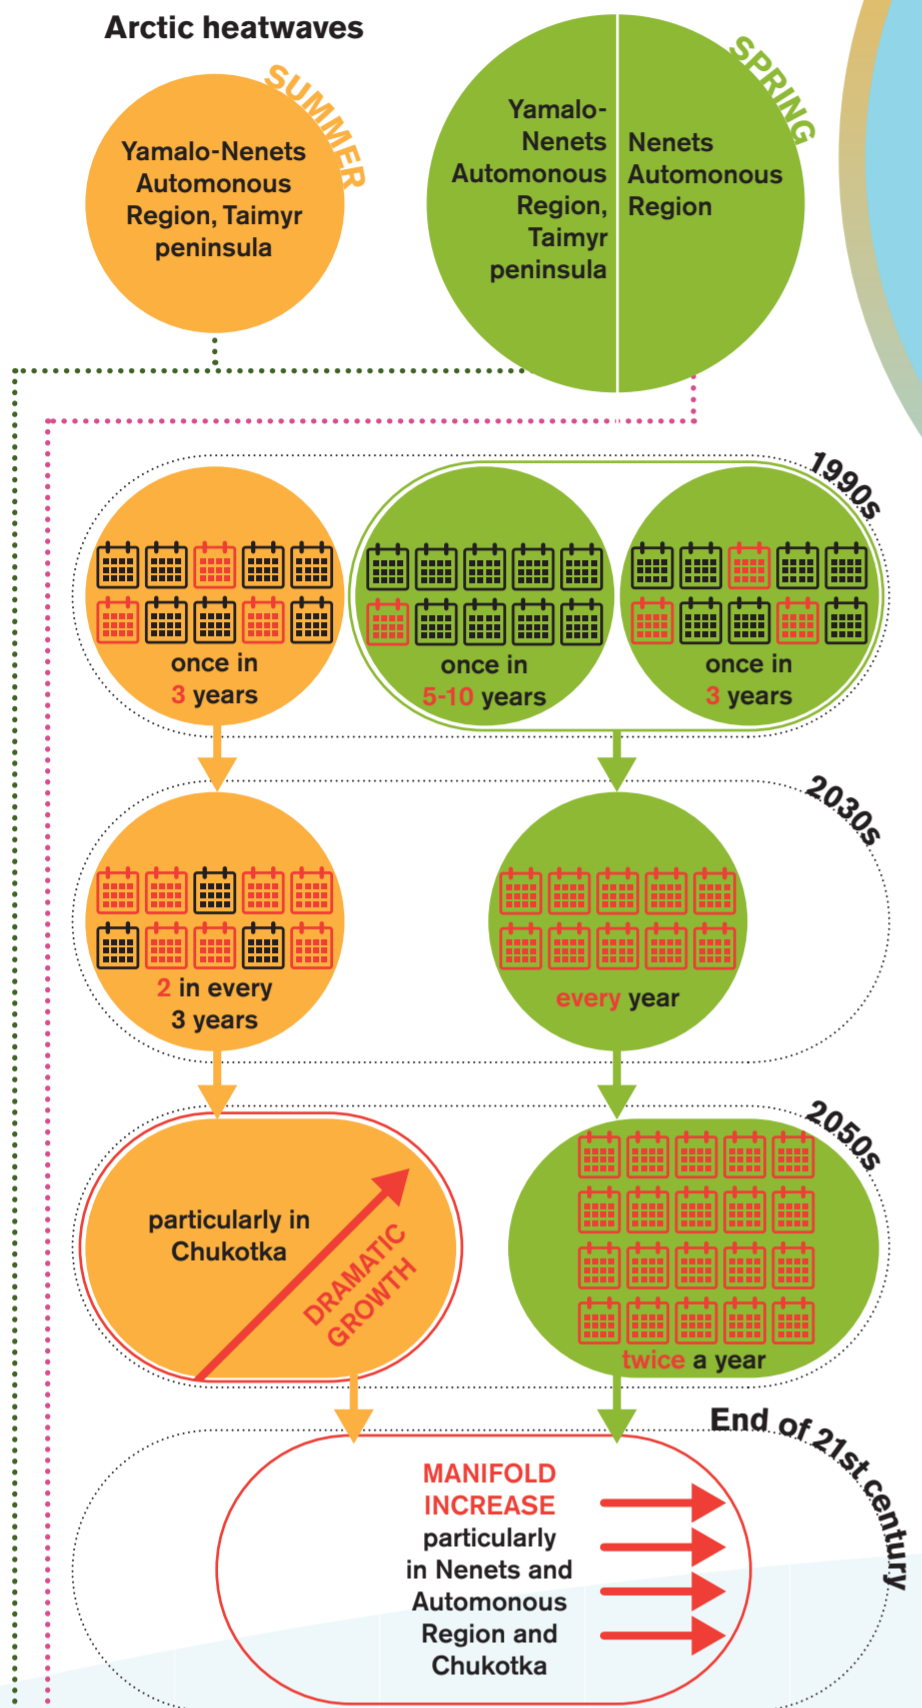 Arctic heatwaves
SUMMER
Yamalo-Nenets
Automonous
Region, Taimyr
peninsula
SPRING
Yamalo-
Nenets
Automonous
Region,
Taimyr
peninsula
Nenets
Automonous
Region
1990s
once in
3 years
once in
5-10 years
once in
3 years
2030s
2 in every
3 years
every year
2050s
particularly in
Chukotka
DRAMATIC
GROWTH
twice a year
End of 21st century
MANIFOLD
INCREASE
particularly
in Nenets and
Automonous
Region and
Chukotka